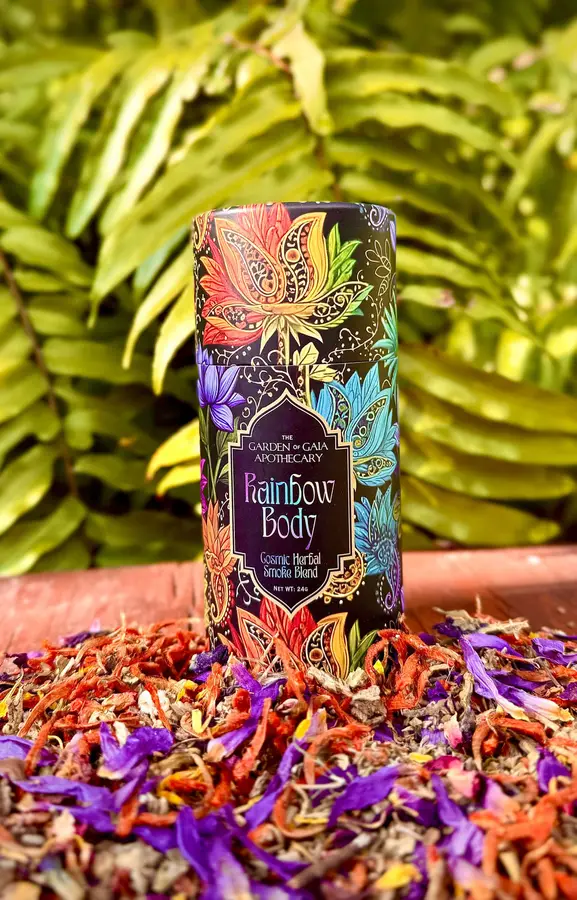 THE
GARDEN OF GAIA
APOTHECARY
Rainbow
Body
Cosmic Herbal
Smoke Blend
NET WT: 24G